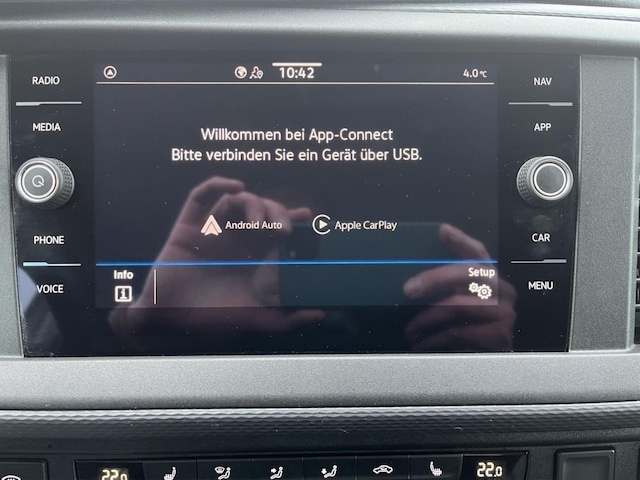 RADIO
10:42
4.0°C
NAV
MEDIA
APP
Willkommen bei App-Connect
Bitte verbinden Sie ein Gerät über USB.
Android Auto
Apple CarPlay
PHONE
CAR
Info
Setup
VOICE
MENU
22.0
22.0